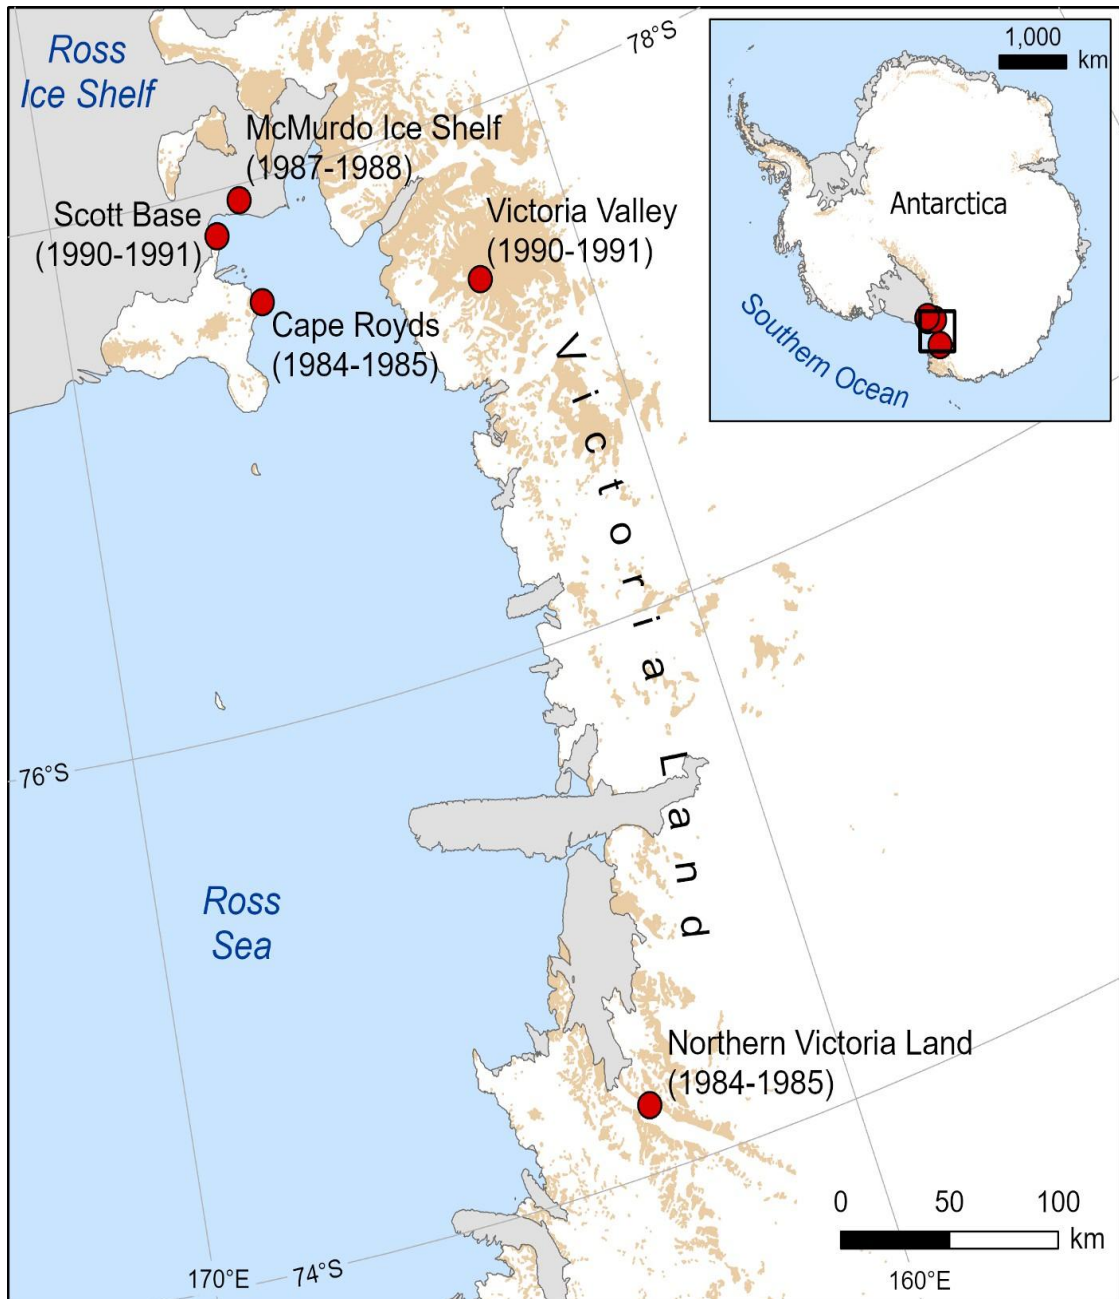 Ross
Ice Shelf
78°S
McMurdo Ice Shelf
(1987-1988)
Scott Base
(1990-1991)
Victoria Valley
(1990-1991)
Cape Royds
(1984-1985)
Victoria Land
76°S
Ross
Sea
Northern Victoria Land
(1984-1985)
0 50 100
km
170°E
74°S
160°E
1,000
km
Antarctica
Southern Ocean